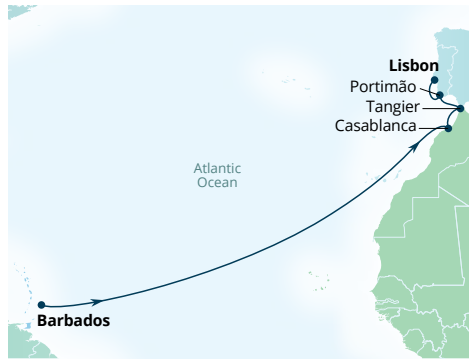 Lisbon
Portimão
Tangier
Casablanca
Atlantic
Ocean
Barbados